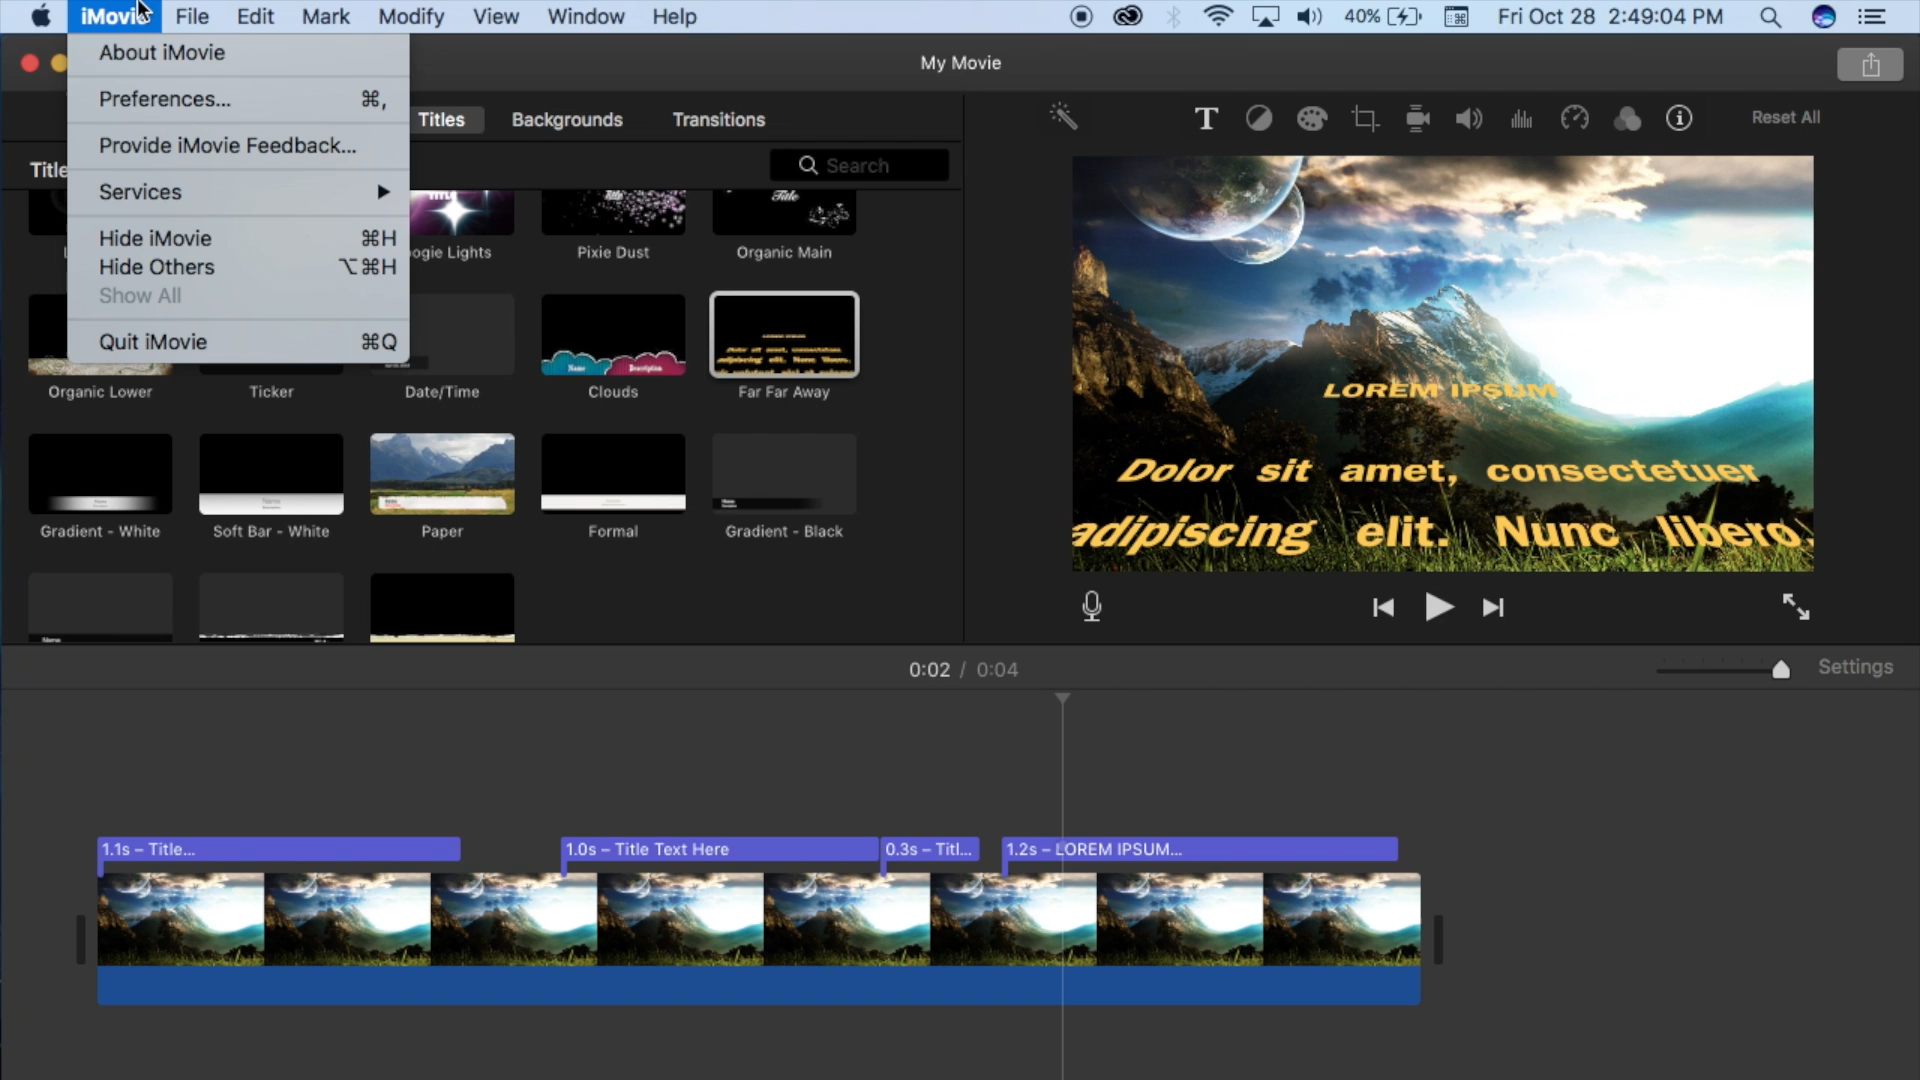 iMovie File Edit Mark Modify View Window Help 40% Fri Oct 28 2:49:04 PM
About iMovie
Preferences... ⌘,
Provide iMovie Feedback...
Services
Hide iMovie ⌘H
Hide Others ⌥⌘H
Show All
Quit iMovie ⌘Q
My Movie
Titles Backgrounds Transitions
Reset All
Search
Title
Pixie Dust Organic Main
Name Description
Organic Lower Ticker Date/Time Clouds Far Far Away
Gradient - White Soft Bar - White Paper Formal Gradient - Black
Name
LOREM IPSUM
Dolor sit amet, consectetuer
adipiscing elit. Nunc libero.
0:02 / 0:04
Settings
1.1s – Title... 1.0s – Title Text Here 0.3s – Titl... 1.2s – LOREM IPSUM...